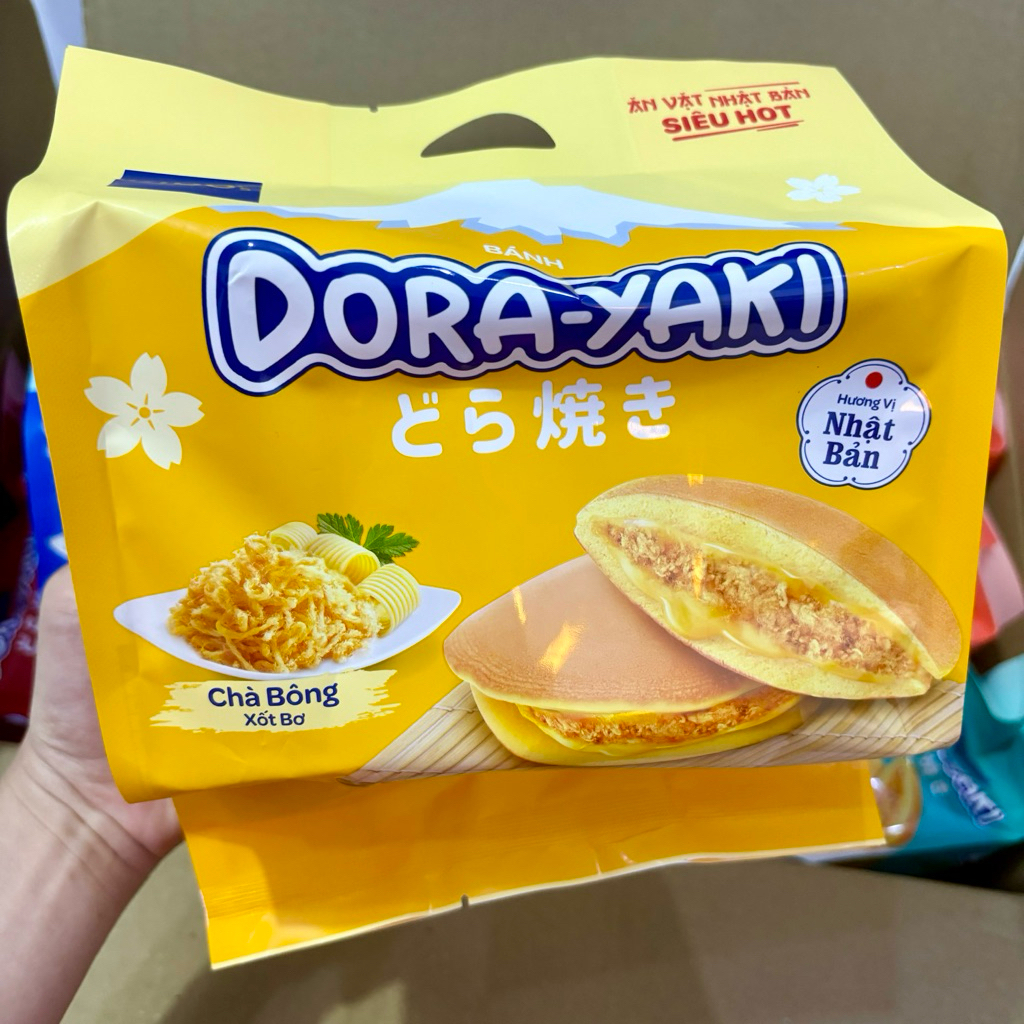 ĂN VẶT NHẬT BẢN
SIÊU HOT
BÁNH
DORA-YAKI
どら焼き
Hương Vị
Nhật
Bản
Chà Bông
Xốt Bơ
YAKI